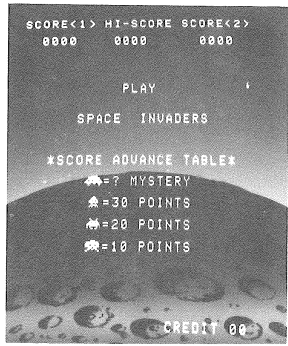 SCORE<1> HI-SCORE SCORE<2>
0000 0000 0000
PLAY
SPACE INVADERS
*SCORE ADVANCE TABLE*
=? MYSTERY
=30 POINTS
=20 POINTS
=10 POINTS
CREDIT 00